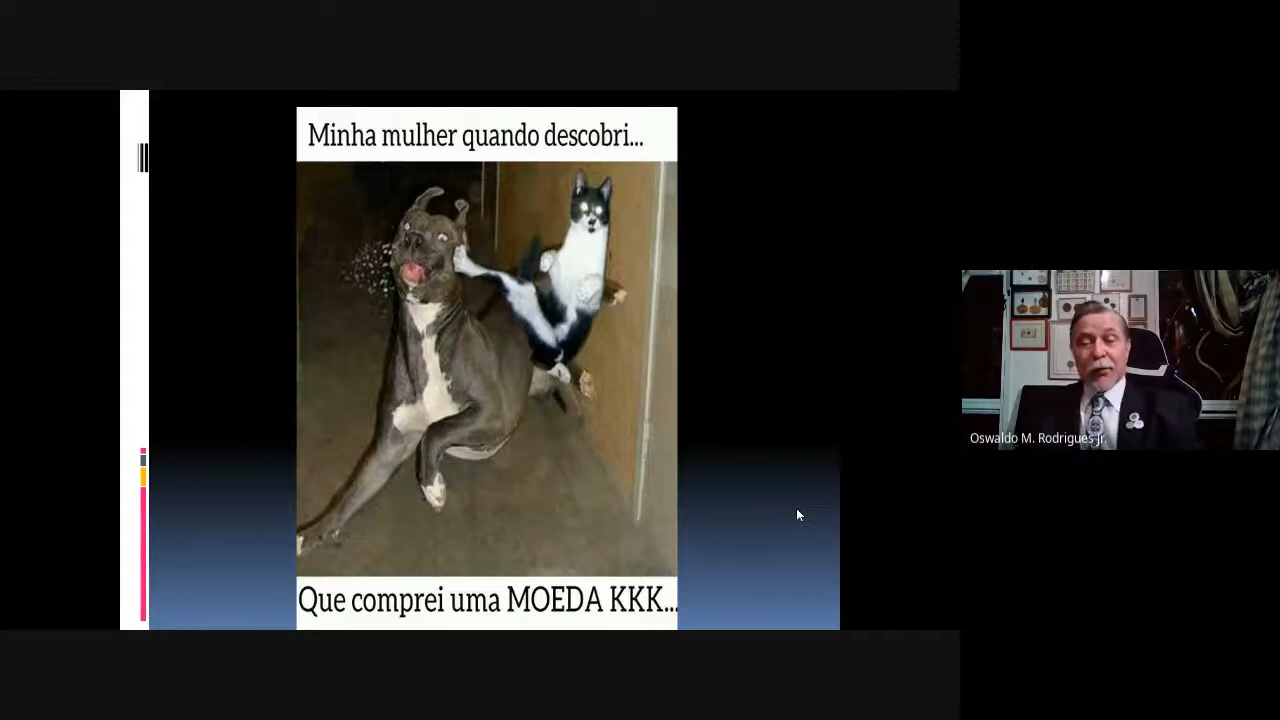 Minha mulher quando descobri...
Que comprei uma MOEDA KKK...
Oswaldo M. Rodrigues Jr.